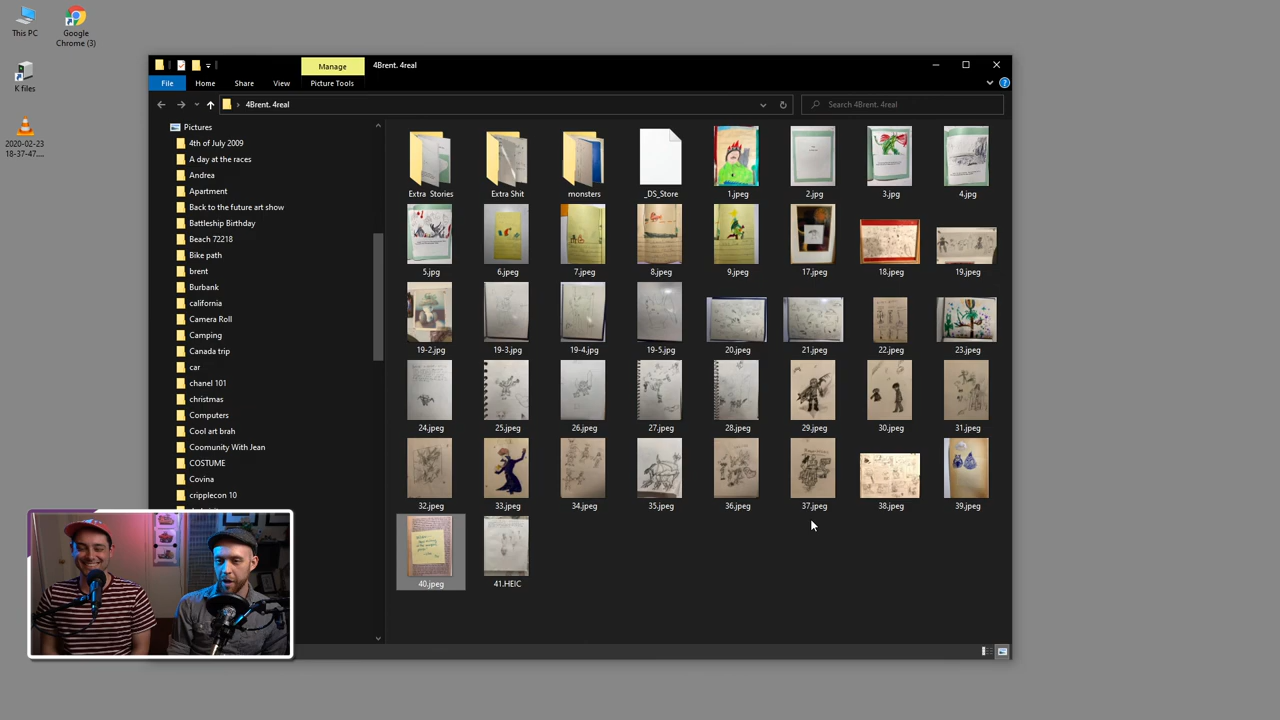 This PC
Google
Chrome (3)
K files
2020-02-23
18-37-47....
Manage
4Brent. 4real
File
Home
Share
View
Picture Tools
4Brent. 4real
Search 4Brent. 4real
Pictures
4th of July 2009
A day at the races
Andrea
Apartment
Back to the future art show
Battleship Birthday
Beach 72218
Bike path
brent
Burbank
california
Camera Roll
Camping
Canada trip
car
chanel 101
christmas
Computers
Cool art brah
Coomunity With Jean
COSTUME
Covina
cripplecon 10
Extra Stories
Extra Shit
monsters
_DS_Store
1.jpeg
2.jpg
3.jpg
4.jpg
5.jpg
6.jpeg
7.jpeg
8.jpeg
9.jpeg
17.jpeg
18.jpeg
19.jpeg
19-2.jpg
19-3.jpg
19-4.jpg
19-5.jpg
20.jpeg
21.jpeg
22.jpeg
23.jpeg
24.jpeg
25.jpeg
26.jpeg
27.jpeg
28.jpeg
29.jpeg
30.jpeg
31.jpeg
32.jpeg
33.jpeg
34.jpeg
35.jpeg
36.jpeg
37.jpeg
38.jpeg
39.jpeg
40.jpeg
41.HEIC